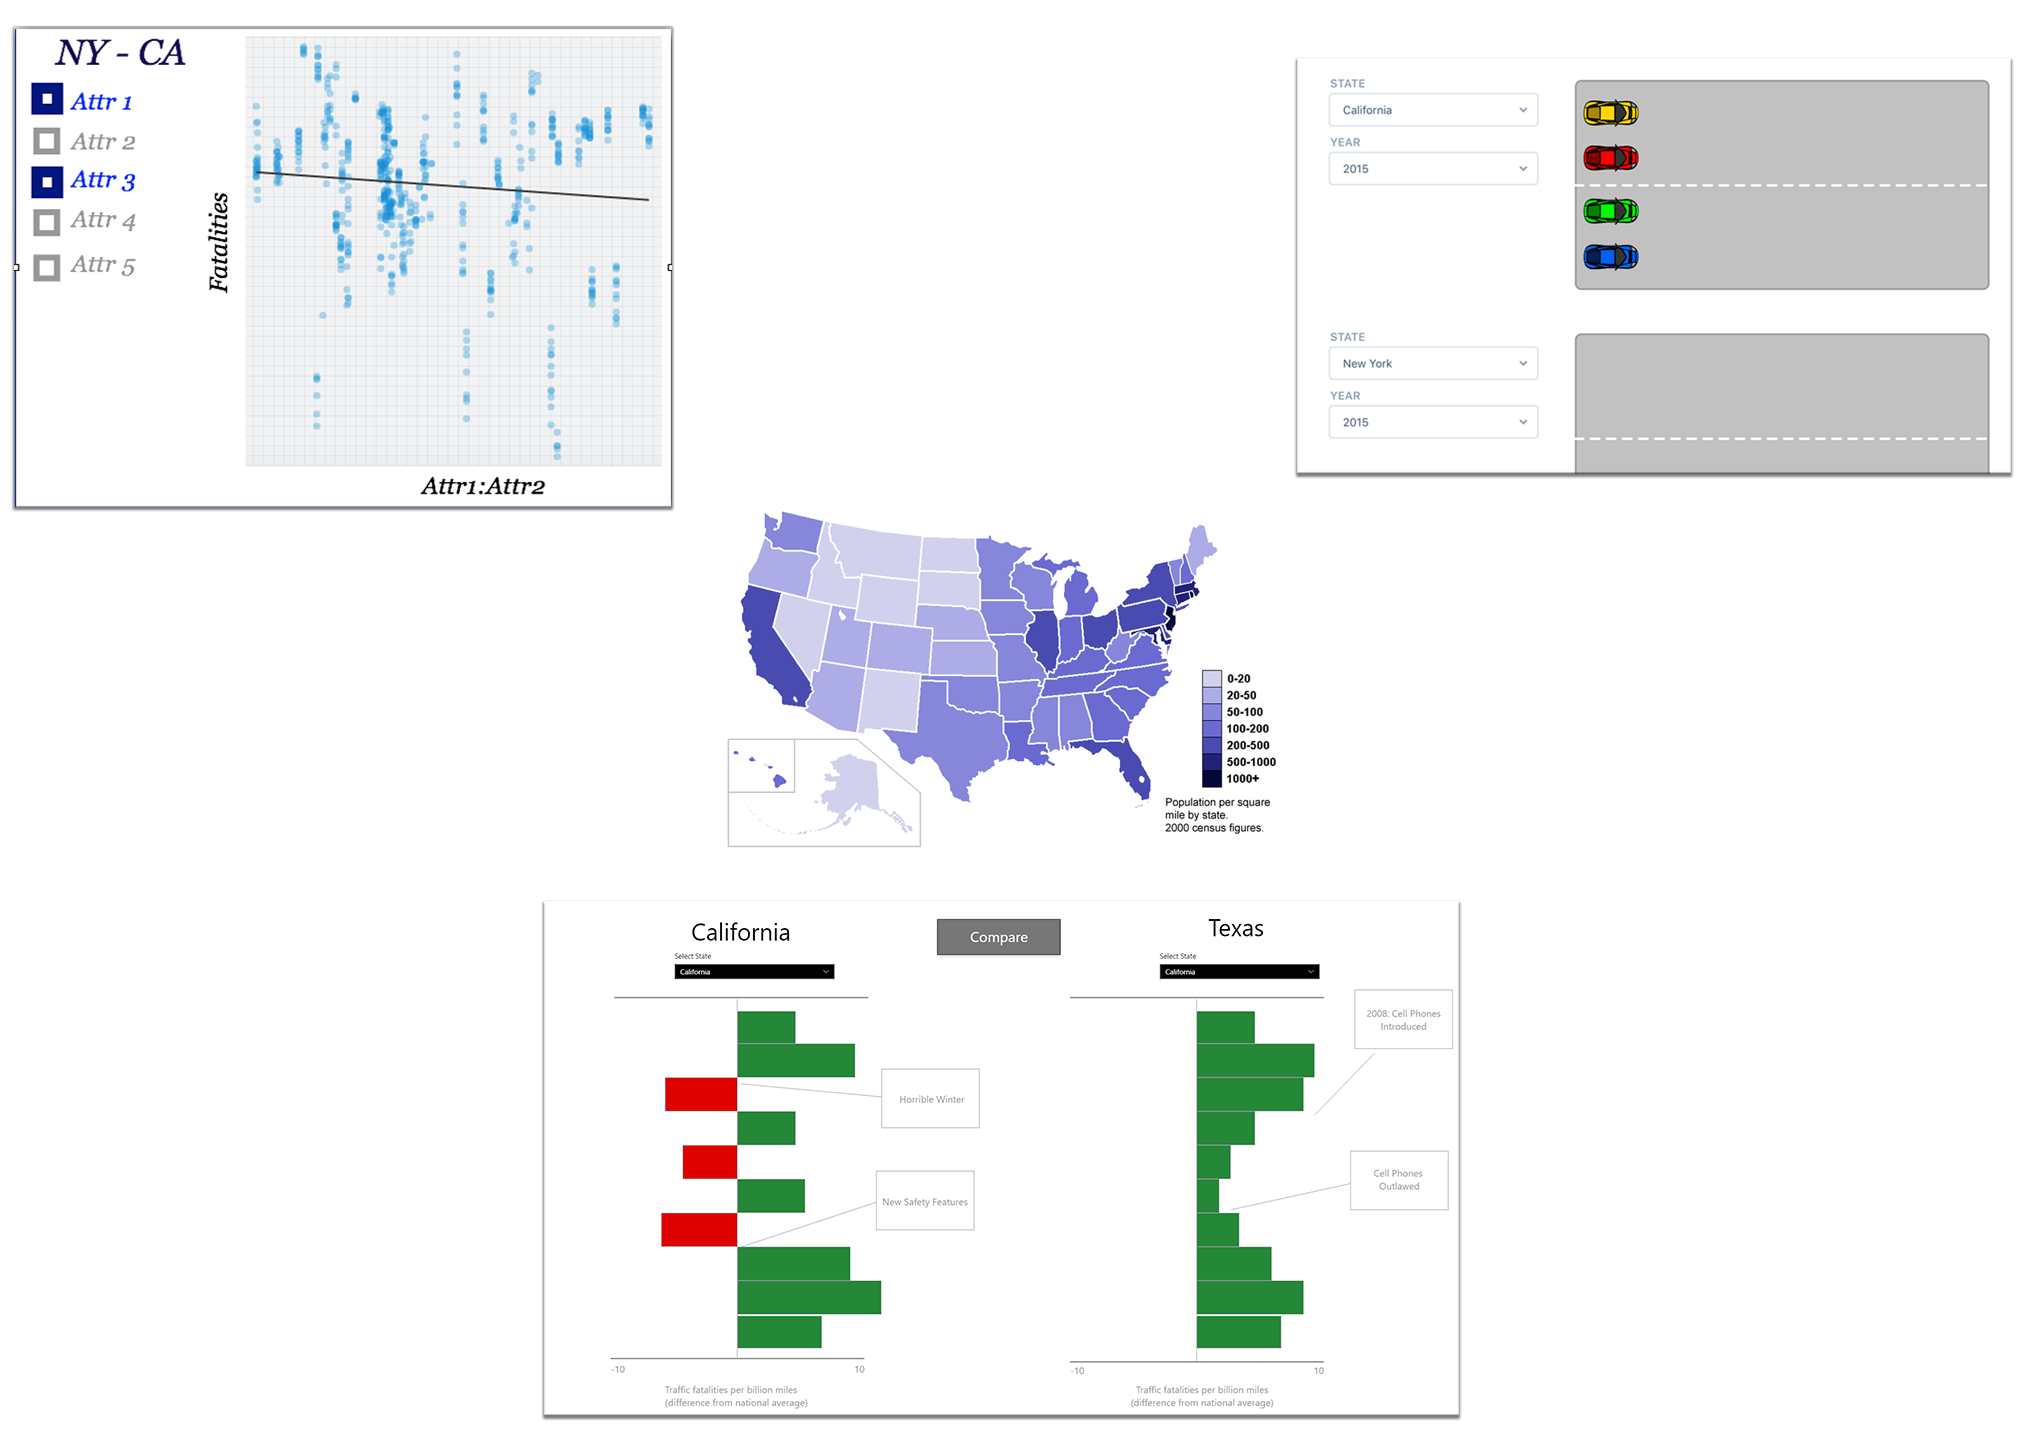 NY - CA
Attr 1
Attr 2
Attr 3
Attr 4
Attr 5
Fatalities
Attr1:Attr2
STATE
California
YEAR
2015
STATE
New York
YEAR
2015
0-20
20-50
50-100
100-200
200-500
500-1000
1000+
Population per square
mile by state.
2000 census figures.
California
Select State
California
Compare
Texas
Select State
California
Horrible Winter
New Safety Features
2008: Cell Phones
Introduced
Cell Phones
Outlawed
-10
10
Traffic fatalities per billion miles
(difference from national average)
-10
10
Traffic fatalities per billion miles
(difference from national average)